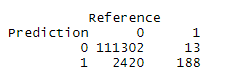 Reference
Prediction 0 1
0 111302 13
1 2420 188